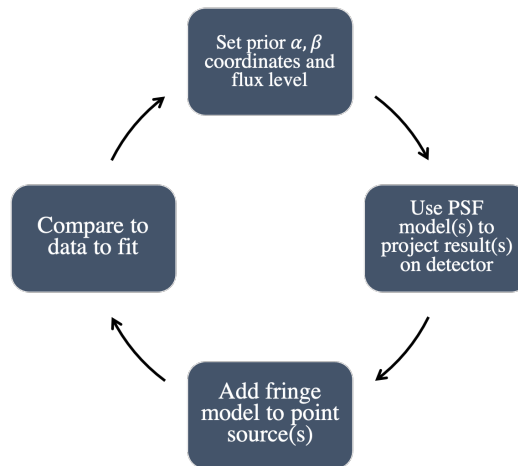 Set prior α, β
coordinates and
flux level
Use PSF
model(s) to
project result(s)
on detector
Add fringe
model to point
source(s)
Compare to
data to fit